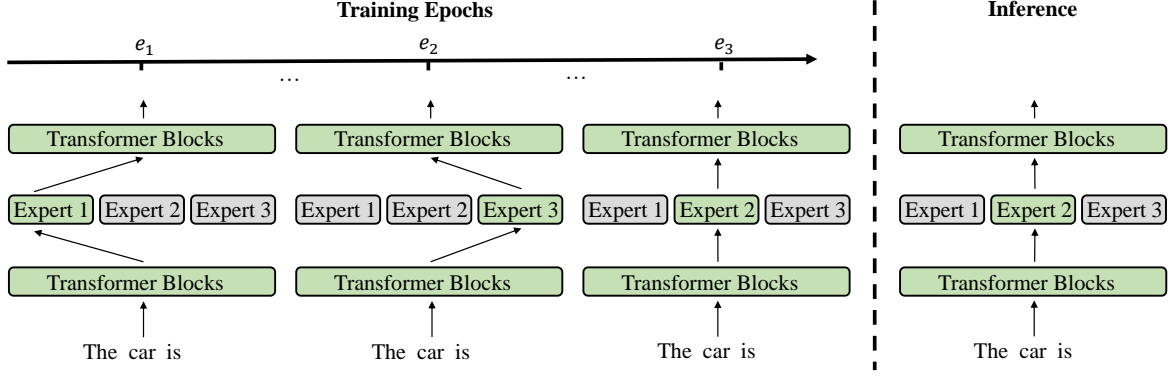 Training Epochs
Inference
e₁ e₂ e₃
... ...
Transformer Blocks Transformer Blocks Transformer Blocks Transformer Blocks
Expert 1 Expert 2 Expert 3 Expert 1 Expert 2 Expert 3 Expert 1 Expert 2 Expert 3 Expert 1 Expert 2 Expert 3
Transformer Blocks Transformer Blocks Transformer Blocks Transformer Blocks
The car is The car is The car is The car is